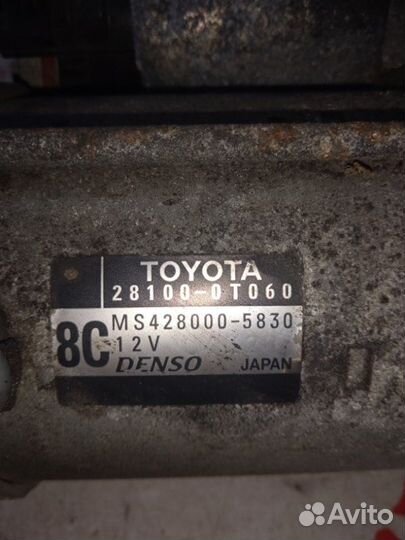 TOYOTA
28100-0T060
8C
MS428000-5830
12V
DENSO JAPAN
Avito